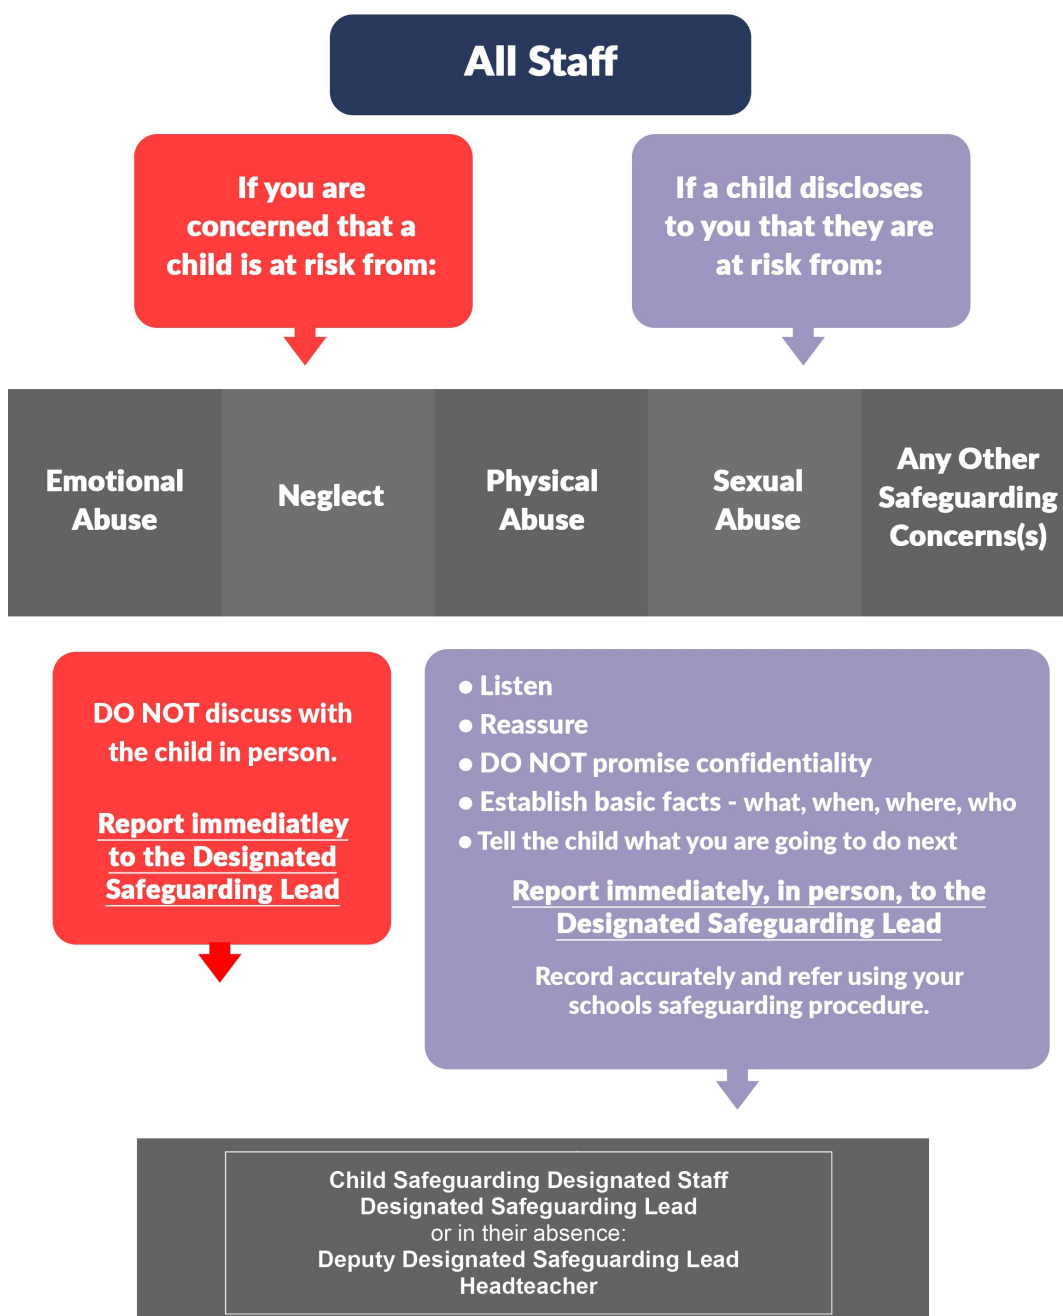 All Staff
If you are
concerned that a
child is at risk from:
If a child discloses
to you that they are
at risk from:
Emotional
Abuse
Neglect
Physical
Abuse
Sexual
Abuse
Any Other
Safeguarding
Concerns(s)
DO NOT discuss with
the child in person.
Report immediatley
to the Designated
Safeguarding Lead
● Listen
● Reassure
● DO NOT promise confidentiality
● Establish basic facts - what, when, where, who
● Tell the child what you are going to do next
Report immediately, in person, to the
Designated Safeguarding Lead
Record accurately and refer using your
schools safeguarding procedure.
Child Safeguarding Designated Staff
Designated Safeguarding Lead
or in their absence:
Deputy Designated Safeguarding Lead
Headteacher